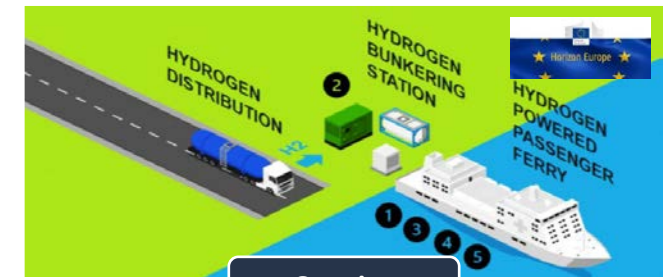 HYDROGEN
DISTRIBUTION
H2
2
HYDROGEN
BUNKERING
STATION
Horizon Europe
HYDROGEN
POWERED
PASSENGER
FERRY
1
3
4
5